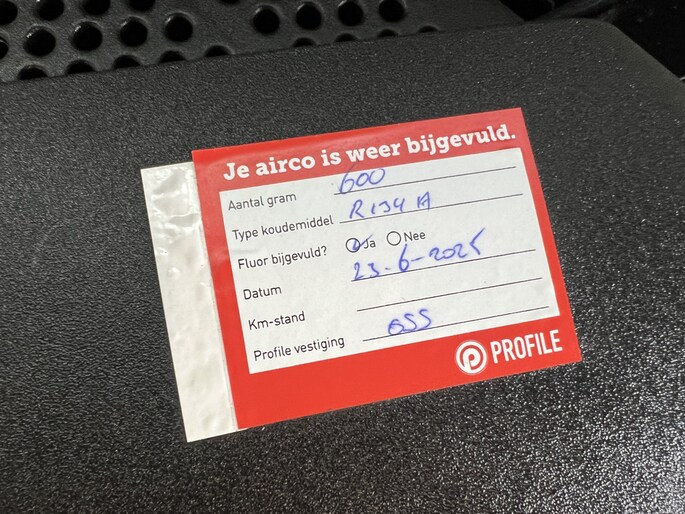 Je airco is weer bijgevuld.
Aantal gram 600
Type koudemiddel R134A
Fluor bijgevuld? Ja Nee
Datum 23-6-2025
Km-stand
Profile vestiging OSS
PROFILE